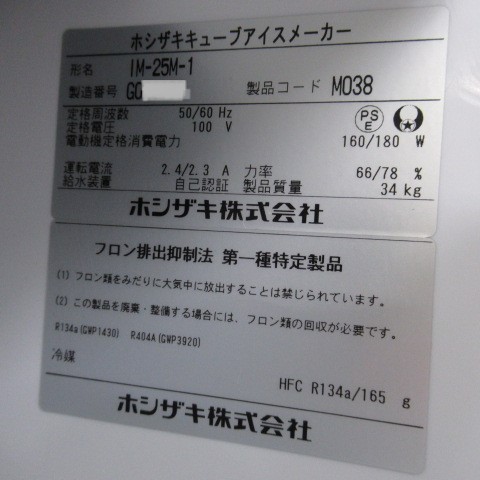 ホシザキキューブアイスメーカー
形名 IM-25M-1
製造番号 G0 製品コード M038
定格周波数 50/60 Hz
定格電圧 100 V
PS E
電動機定格消費電力 160/180 W
運転電流 2.4/2.3 A 力率 66/78 %
給水装置 自己認証 製品質量 34 kg
ホシザキ株式会社
フロン排出抑制法 第一種特定製品
(1) フロン類をみだりに大気中に放出することは禁じられています。
(2) この製品を廃棄・整備する場合には、フロン類の回収が必要です。
R134a(GWP1430) R404A(GWP3920)
冷媒
HFC R134a/165 g
ホシザキ株式会社